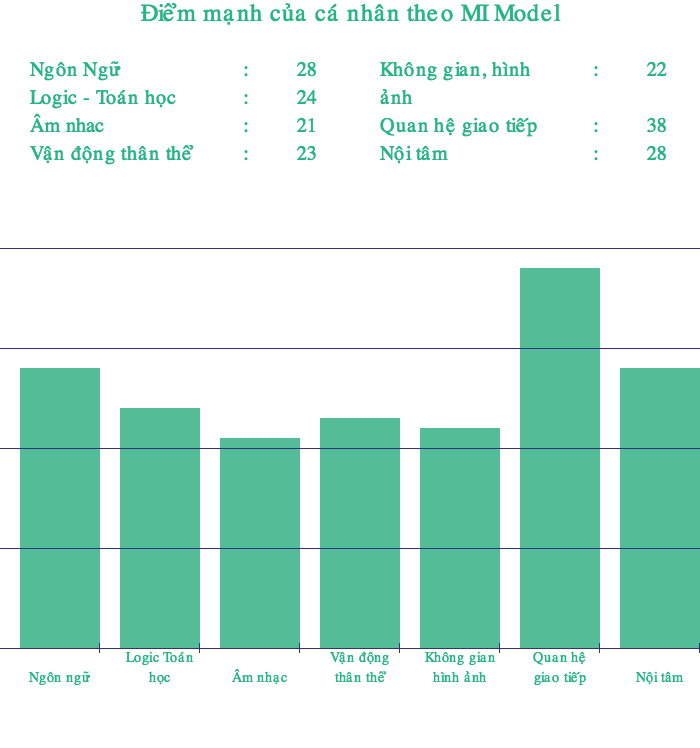 Điểm mạnh của cá nhân theo MI Model
Ngôn Ngữ : 28
Logic - Toán học : 24
Âm nhac : 21
Vận động thân thể : 23
Không gian, hình : 22
ảnh
Quan hệ giao tiếp : 38
Nội tâm : 28
Ngôn ngữ
Logic Toán
học
Âm nhạc
Vận động
thân thể
Không gian
hình ảnh
Quan hệ
giao tiếp
Nội tâm